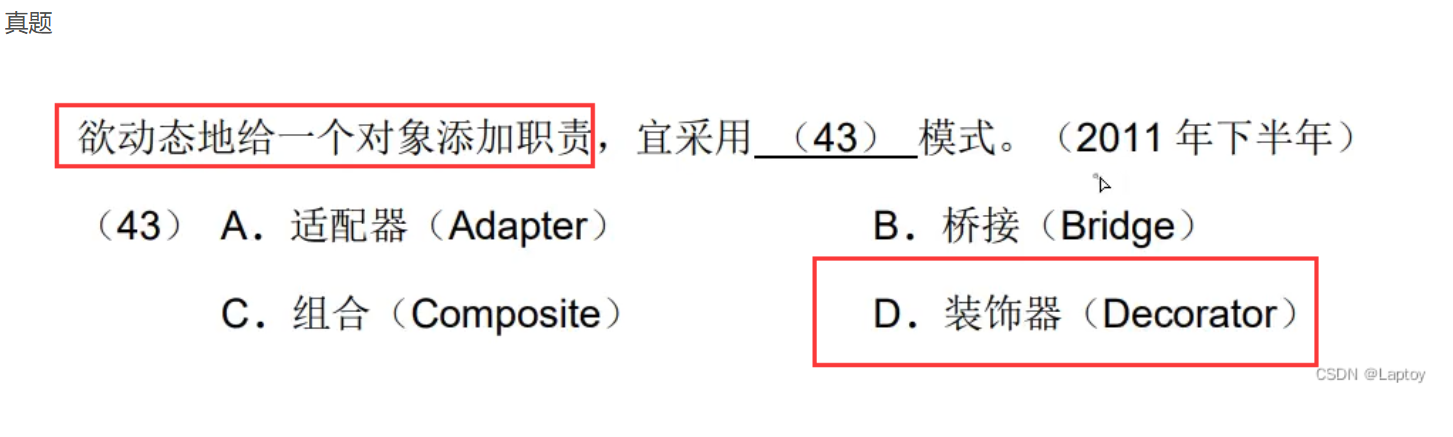 真题
欲动态地给一个对象添加职责，宜采用 （43） 模式。（2011 年下半年）
（43） A．适配器（Adapter） B．桥接（Bridge）
C．组合（Composite） D．装饰器（Decorator）
CSDN @Laptoy